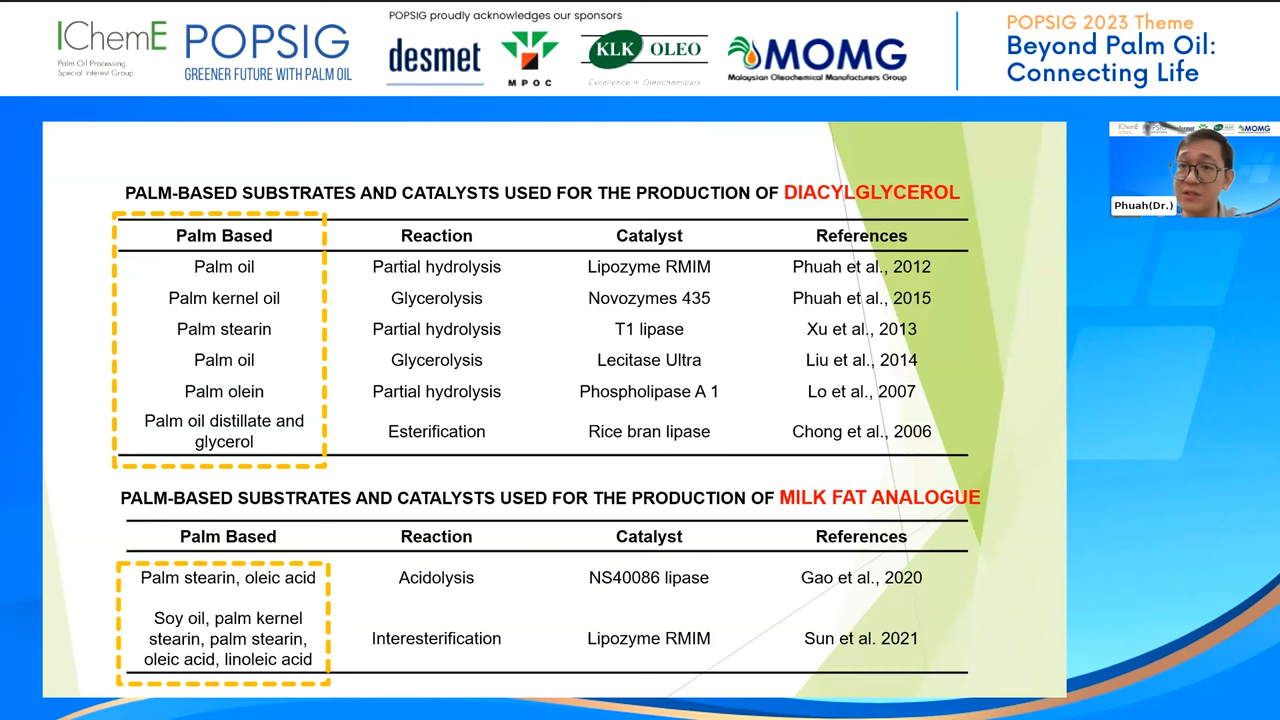 IChemE
Palm Oil Processing
Special Interest Group
POPSIG
GREENER FUTURE WITH PALM OIL
POPSIG proudly acknowledges our sponsors
desmet
MPOC
KLK OLEO
Excellence in Oleochemicals
MOMG
Malaysian Oleochemical Manufacturers Group
POPSIG 2023 Theme
Beyond Palm Oil:
Connecting Life
Phuah(Dr.)
PALM-BASED SUBSTRATES AND CATALYSTS USED FOR THE PRODUCTION OF DIACYLGLYCEROL
Palm Based Reaction Catalyst References
Palm oil Partial hydrolysis Lipozyme RMIM Phuah et al., 2012
Palm kernel oil Glycerolysis Novozymes 435 Phuah et al., 2015
Palm stearin Partial hydrolysis T1 lipase Xu et al., 2013
Palm oil Glycerolysis Lecitase Ultra Liu et al., 2014
Palm olein Partial hydrolysis Phospholipase A 1 Lo et al., 2007
Palm oil distillate and
glycerol Esterification Rice bran lipase Chong et al., 2006
PALM-BASED SUBSTRATES AND CATALYSTS USED FOR THE PRODUCTION OF MILK FAT ANALOGUE
Palm Based Reaction Catalyst References
Palm stearin, oleic acid Acidolysis NS40086 lipase Gao et al., 2020
Soy oil, palm kernel
stearin, palm stearin, Interesterification Lipozyme RMIM Sun et al. 2021
oleic acid, linoleic acid